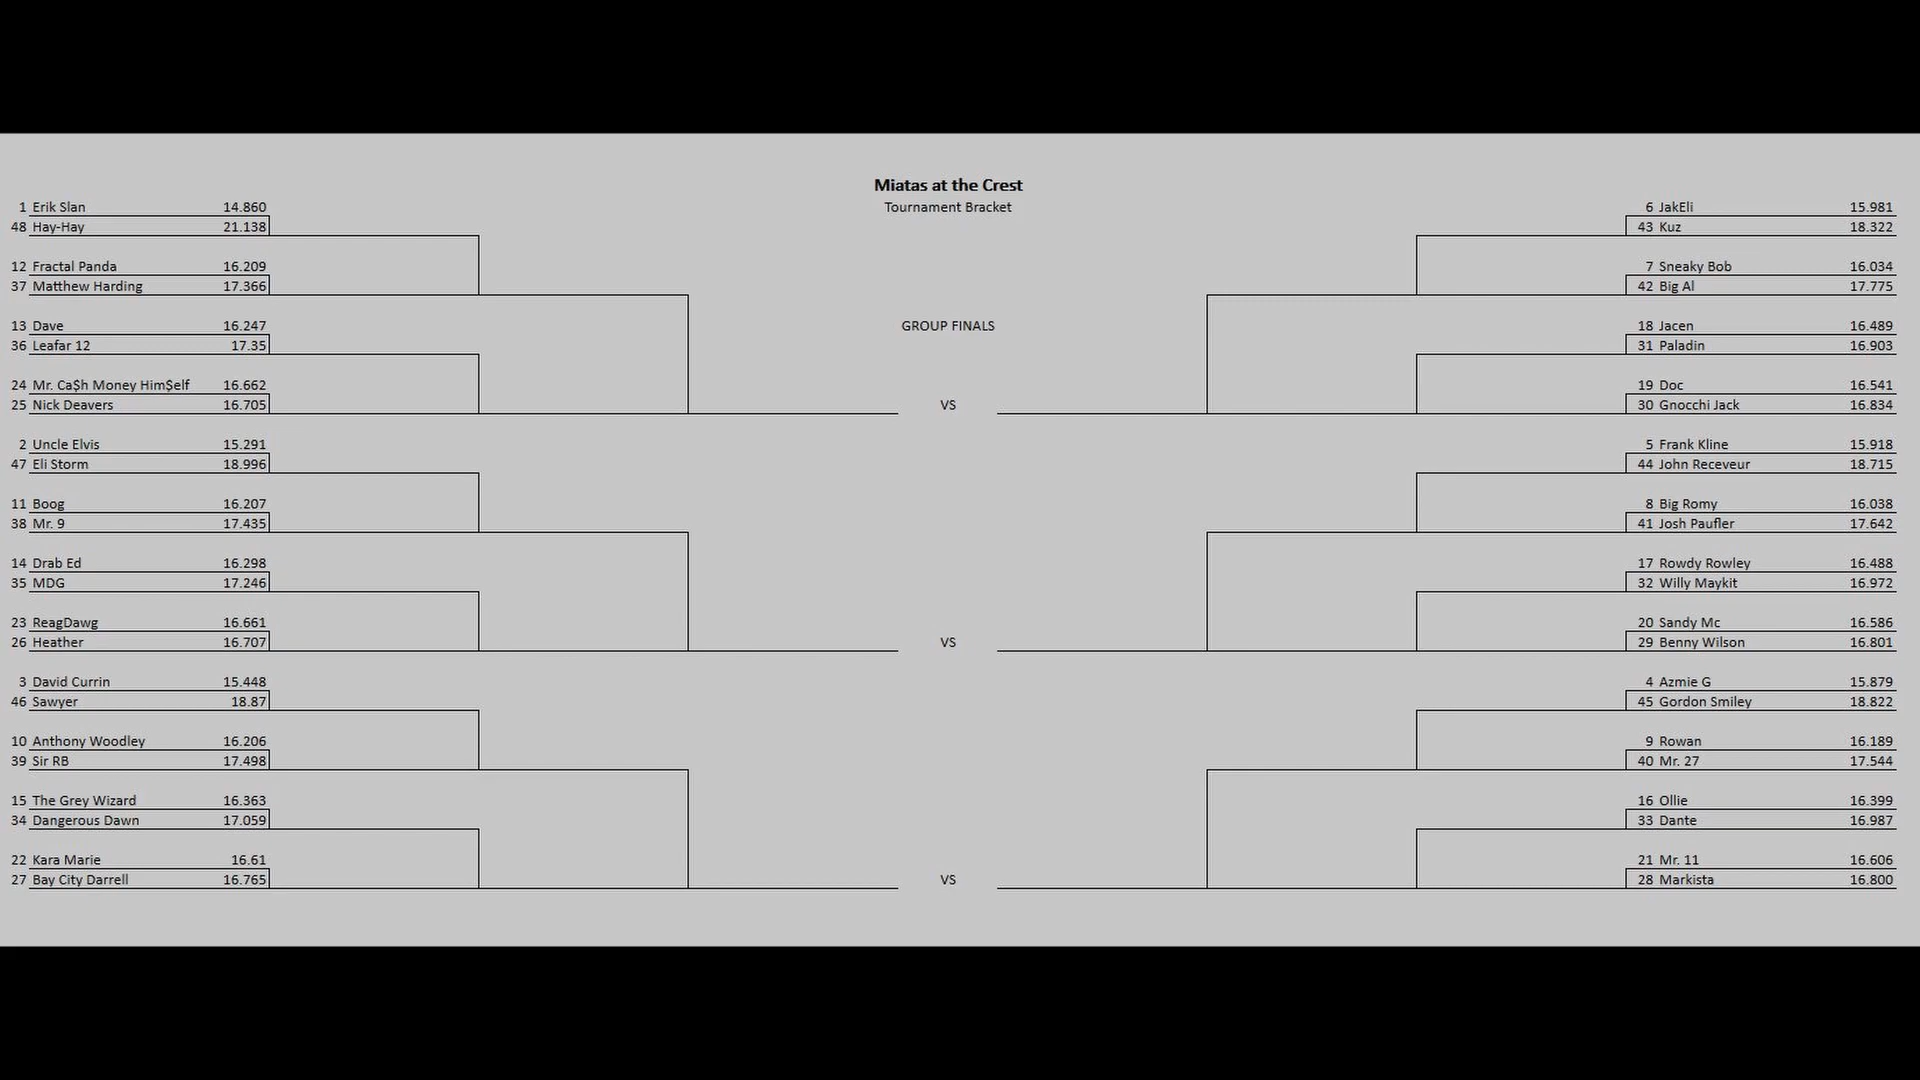 Miatas at the Crest
Tournament Bracket
1 Erik Slan 14.860
48 Hay-Hay 21.138
12 Fractal Panda 16.209
37 Matthew Harding 17.366
13 Dave 16.247
36 Leafar 12 17.35
24 Mr. Ca$h Money Him$elf 16.662
25 Nick Deavers 16.705
2 Uncle Elvis 15.291
47 Eli Storm 18.996
11 Boog 16.207
38 Mr. 9 17.435
14 Drab Ed 16.298
35 MDG 17.246
23 ReagDawg 16.661
26 Heather 16.707
3 David Currin 15.448
46 Sawyer 18.87
10 Anthony Woodley 16.206
39 Sir RB 17.498
15 The Grey Wizard 16.363
34 Dangerous Dawn 17.059
22 Kara Marie 16.61
27 Bay City Darrell 16.765
GROUP FINALS
VS
VS
VS
6 JakEli 15.981
43 Kuz 18.322
7 Sneaky Bob 16.034
42 Big Al 17.775
18 Jacen 16.489
31 Paladin 16.903
19 Doc 16.541
30 Gnocchi Jack 16.834
5 Frank Kline 15.918
44 John Receveur 18.715
8 Big Romy 16.038
41 Josh Paufler 17.642
17 Rowdy Rowley 16.488
32 Willy Maykit 16.972
20 Sandy Mc 16.586
29 Benny Wilson 16.801
4 Azmie G 15.879
45 Gordon Smiley 18.822
9 Rowan 16.189
40 Mr. 27 17.544
16 Ollie 16.399
33 Dante 16.987
21 Mr. 11 16.606
28 Markista 16.800